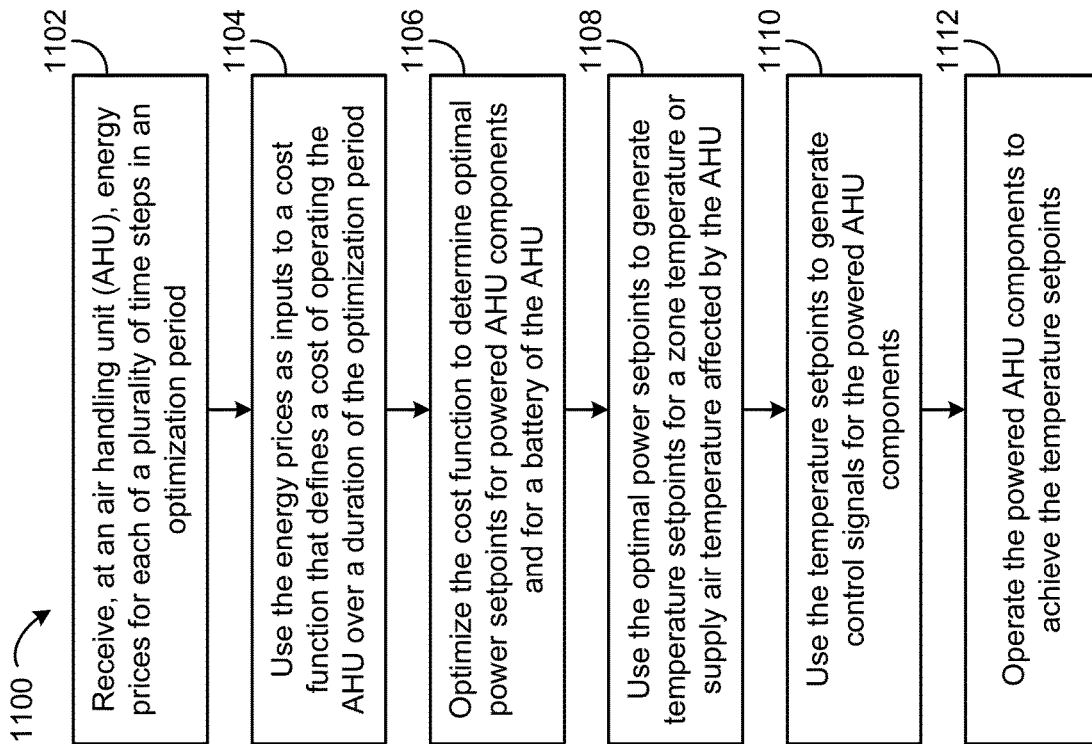 1100
1102
Receive, at an air handling unit (AHU), energy
prices for each of a plurality of time steps in an
optimization period
1104
Use the energy prices as inputs to a cost
function that defines a cost of operating the
AHU over a duration of the optimization period
1106
Optimize the cost function to determine optimal
power setpoints for powered AHU components
and for a battery of the AHU
1108
Use the optimal power setpoints to generate
temperature setpoints for a zone temperature or
supply air temperature affected by the AHU
1110
Use the temperature setpoints to generate
control signals for the powered AHU
components
1112
Operate the powered AHU components to
achieve the temperature setpoints